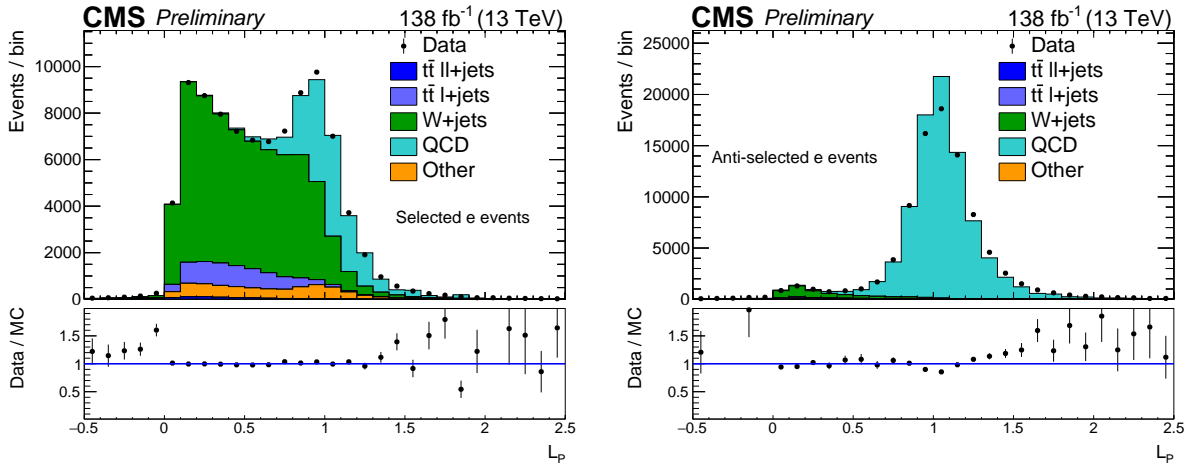 CMS Preliminary 138 fb⁻¹ (13 TeV)
Events / bin
10000
8000
6000
4000
2000
0
Data
tt̄ ll+jets
tt̄ l+jets
W+jets
QCD
Other
Selected e events
Data / MC
1.5
1
0.5
−0.5 0 0.5 1 1.5 2 2.5
L_P
CMS Preliminary 138 fb⁻¹ (13 TeV)
Events / bin
25000
20000
15000
10000
5000
0
Data
tt̄ ll+jets
tt̄ l+jets
W+jets
QCD
Other
Anti-selected e events
Data / MC
1.5
1
0.5
−0.5 0 0.5 1 1.5 2 2.5
L_P